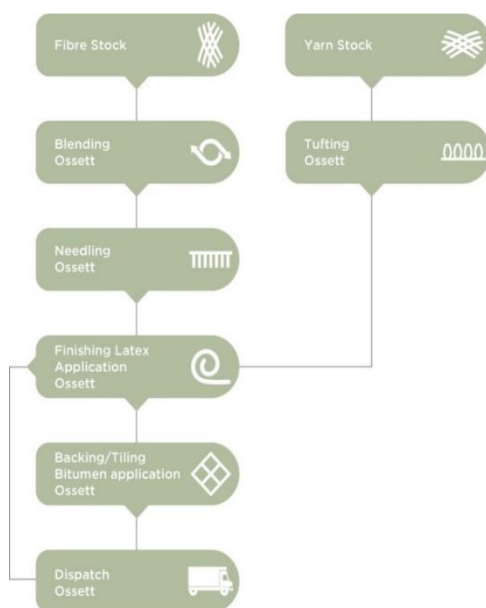 Fibre Stock
Yarn Stock
Blending
Ossett
Tufting
Ossett
Needling
Ossett
Finishing Latex
Application
Ossett
Backing/Tiling
Bitumen application
Ossett
Dispatch
Ossett